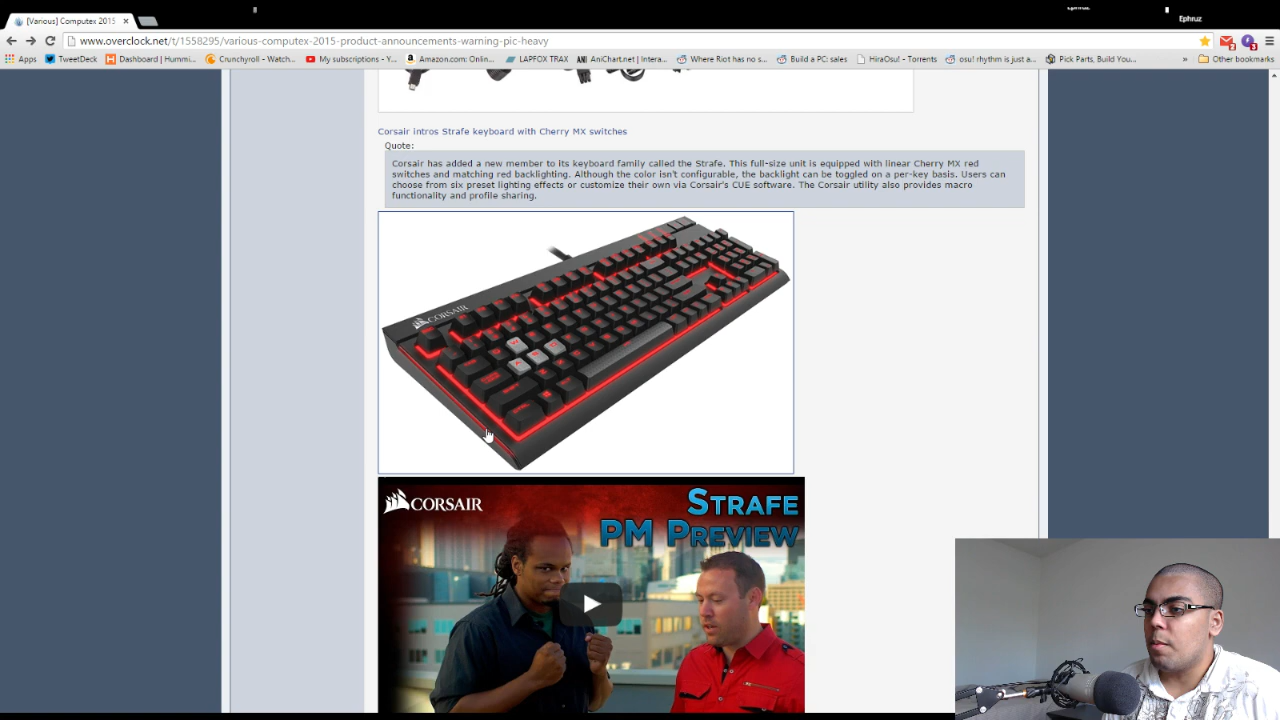 Ephruz
Ephruz
[Various] Computex 2015
www.overclock.net/t/1558295/various-computex-2015-product-announcements-warning-pic-heavy
Apps TweetDeck Dashboard | Hummi... Crunchyroll - Watch... My subscriptions - Y... Amazon.com: Onlin... LAPFOX TRAX ANI AniChart.net | Intera... Where Riot has no s... Build a PC: sales HiraOsu! - Torrents osu! rhythm is just a... Pick Parts, Build You... » Other bookmarks
Corsair intros Strafe keyboard with Cherry MX switches
Quote:
Corsair has added a new member to its keyboard family called the Strafe. This full-size unit is equipped with linear Cherry MX red
switches and matching red backlighting. Although the color isn't configurable, the backlight can be toggled on a per-key basis. Users can
choose from six preset lighting effects or customize their own via Corsair's CUE software. The Corsair utility also provides macro
functionality and profile sharing.
CORSAIR
CORSAIR
STRAFE
PM PREVIEW